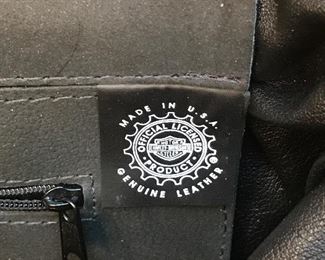 MADE IN U.S.A.
OFFICIAL LICENSED
PRODUCT
GENUINE LEATHER